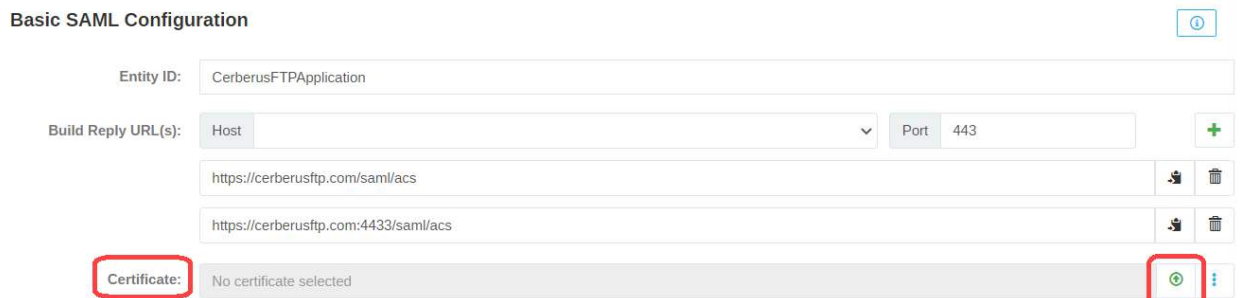 Basic SAML Configuration
Entity ID: CerberusFTPApplication
Build Reply URL(s): Host Port 443
https://cerberusftp.com/saml/acs
https://cerberusftp.com:4433/saml/acs
Certificate: No certificate selected